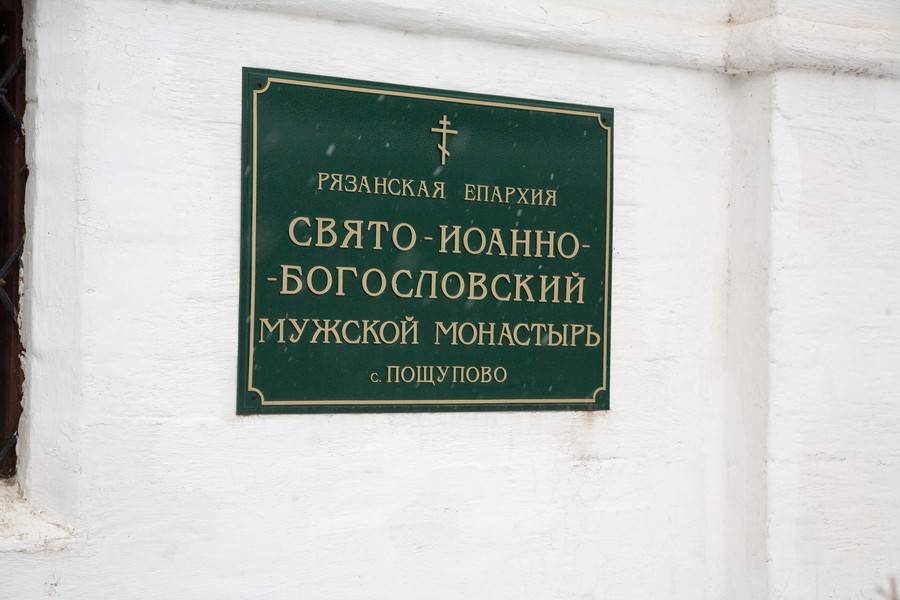 РЯЗАНСКАЯ ЕПАРХИЯ
СВЯТО-ИОАННО-
-БОГОСЛОВСКИЙ
МУЖСКОЙ МОНАСТЫРЬ
с. ПОЩУПОВО